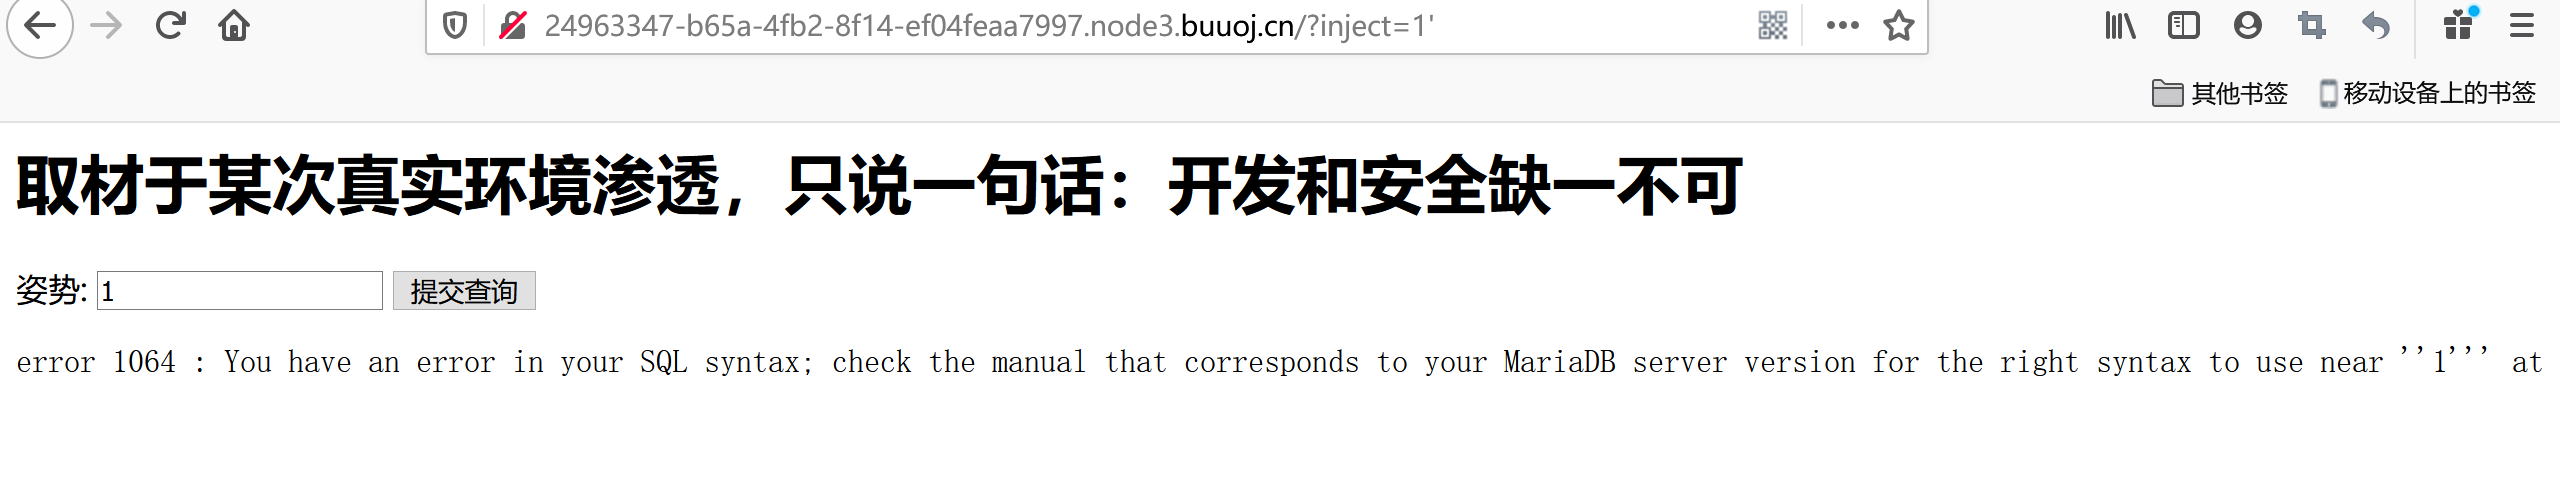 24963347-b65a-4fb2-8f14-ef04feaa7997.node3.buuoj.cn/?inject=1'
其他书签 移动设备上的书签
取材于某次真实环境渗透，只说一句话：开发和安全缺一不可
姿势: 1 提交查询
error 1064 : You have an error in your SQL syntax; check the manual that corresponds to your MariaDB server version for the right syntax to use near ''1''' at